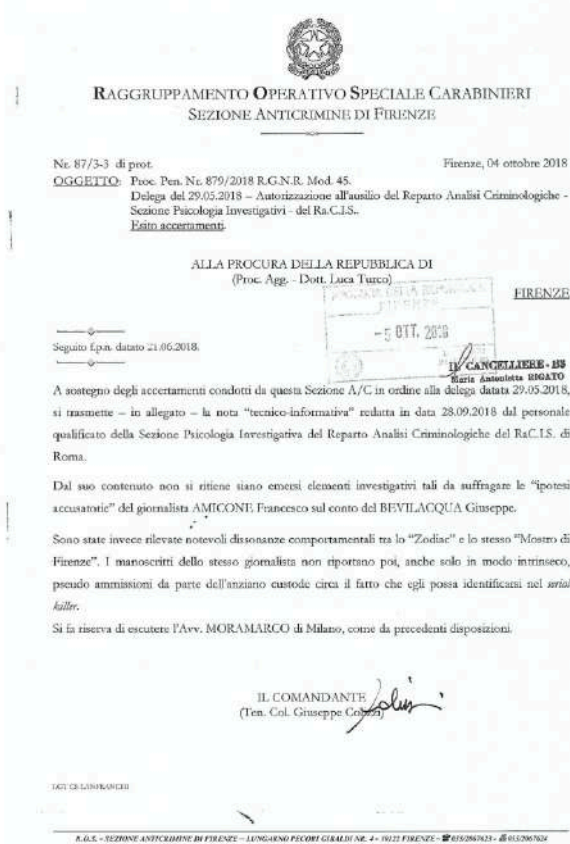 RAGGRUPPAMENTO OPERATIVO SPECIALE CARABINIERI
SEZIONE ANTICRIMINE DI FIRENZE
Nr. 87/3-3 di prot.
Firenze, 04 ottobre 2018
OGGETTO: Proc. Pen. Nr. 879/2018 R.G.N.R. Mod. 45.
Delega del 29.05.2018 – Autorizzazione all'ausilio del Reparto Analisi Criminologiche -
Sezione Psicologia Investigativi - del Ra.C.I.S..
Esito accertamenti.
ALLA PROCURA DELLA REPUBBLICA DI
(Proc. Agg. - Dott. Luca Turco)
FIRENZE
- 5 OTT. 2018
Seguito f.p.n. datato 21.06.2018.
IL CANCELLIERE - B3
Maria Antonietta RIGATO
A sostegno degli accertamenti condotti da questa Sezione A/C in ordine alla delega datata 29.05.2018,
si trasmette – in allegato – la nota "tecnico-informativa" redatta in data 28.09.2018 dal personale
qualificato della Sezione Psicologia Investigativa del Reparto Analisi Criminologiche del RaC.I.S. di
Roma.
Dal suo contenuto non si ritiene siano emersi elementi investigativi tali da suffragare le "ipotesi
accusatorie" del giornalista AMICONE Francesco sul conto del BEVILACQUA Giuseppe.
Sono state invece rilevate notevoli dissonanze comportamentali tra lo "Zodiac" e lo stesso "Mostro di
Firenze". I manoscritti dello stesso giornalista non riportano poi, anche solo in modo intrinseco,
pseudo ammissioni da parte dell'anziano custode circa il fatto che egli possa identificarsi nel serial
killer.
Si fa riserva di escutere l'Avv. MORAMARCO di Milano, come da precedenti disposizioni.
IL COMANDANTE
(Ten. Col. Giuseppe
LGT CS LANFRANCHI
R.O.S. - SEZIONE ANTICRIMINE DI FIRENZE – LUNGARNO PECORI GIRALDI NR. 4 - 50122 FIRENZE -